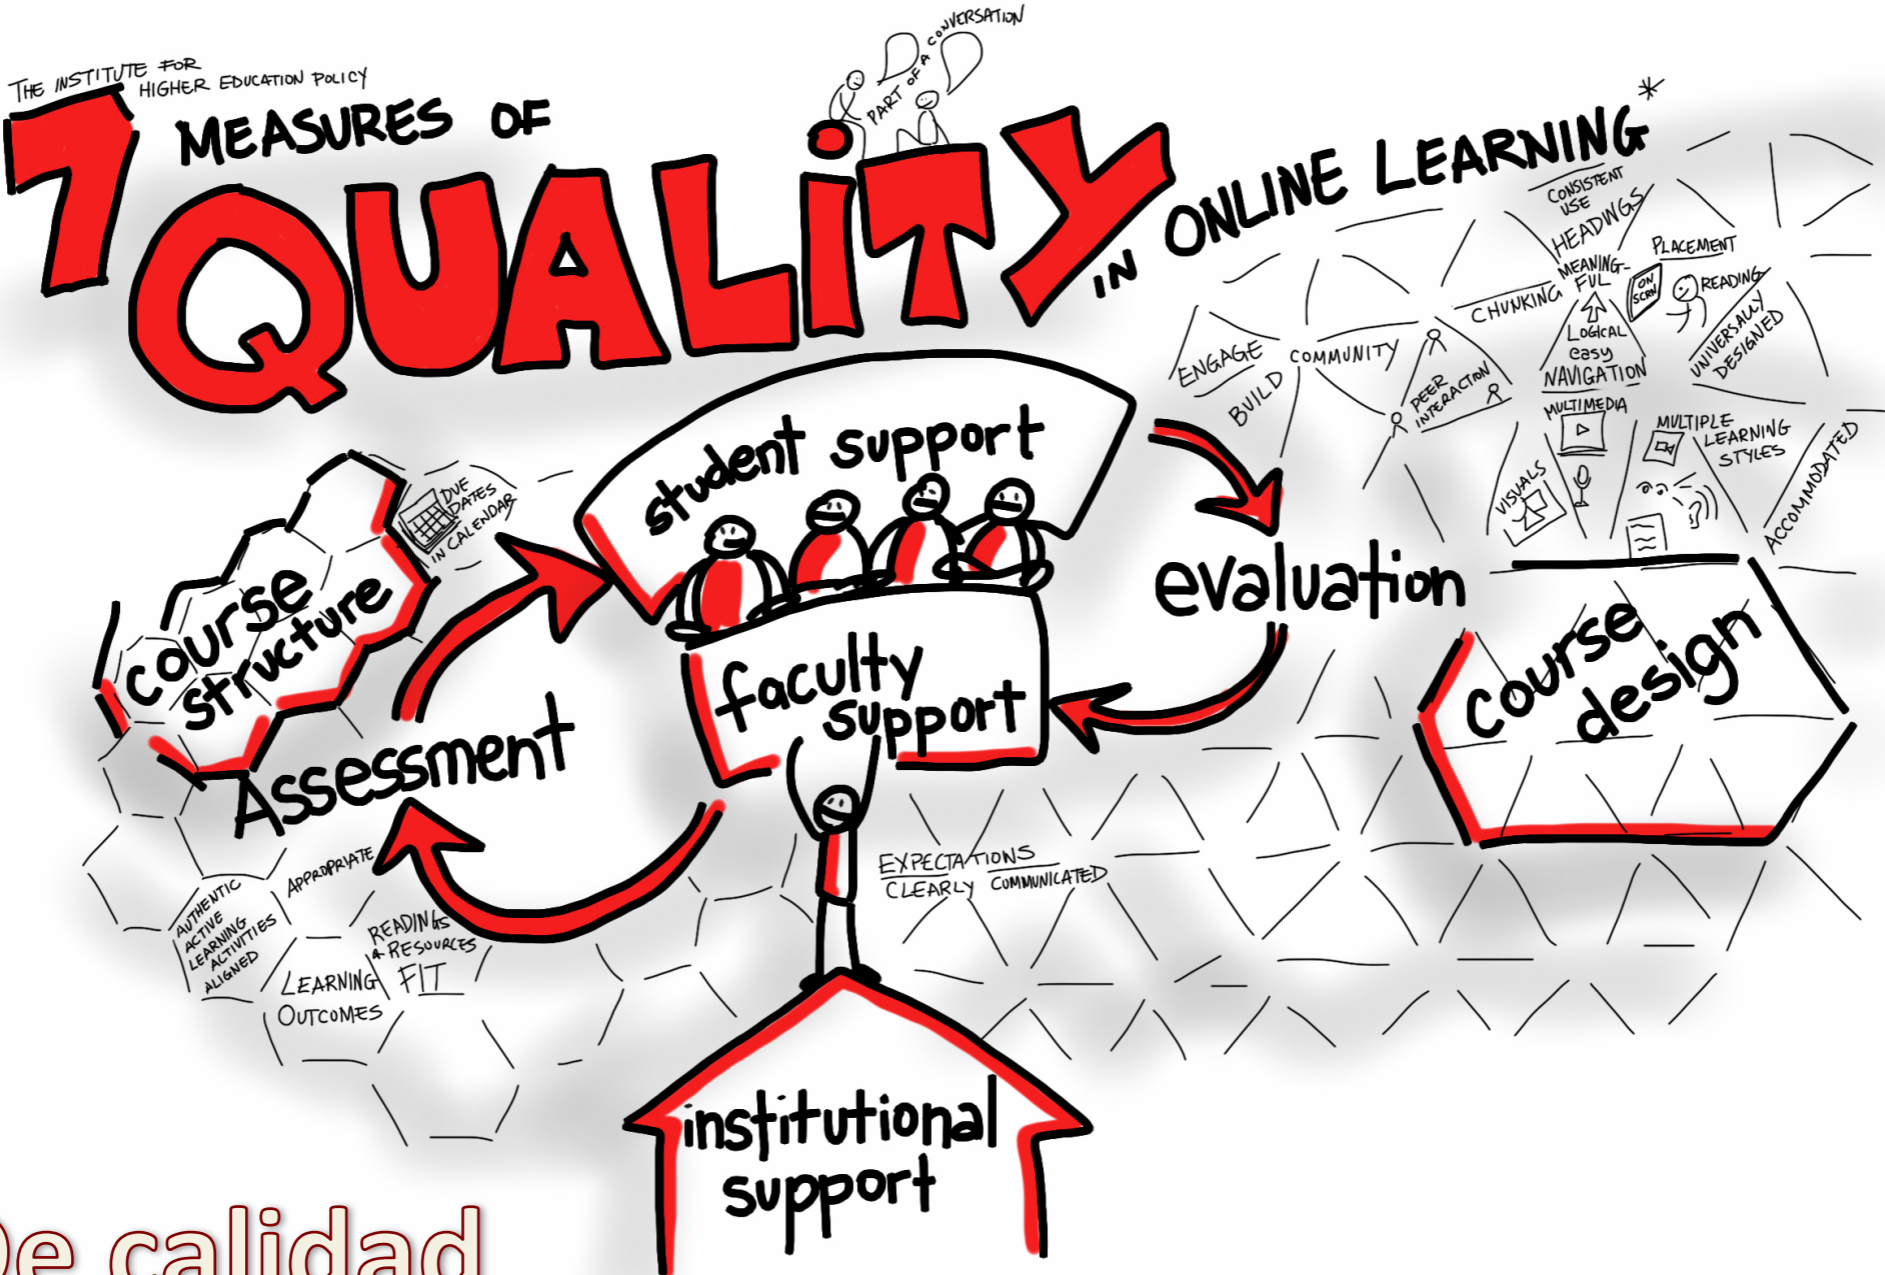 THE INSTITUTE FOR
HIGHER EDUCATION POLICY
PART OF A CONVERSATION
7 MEASURES OF
QUALiTY
IN ONLINE LEARNING*
CONSISTENT
USE
HEADINGS
MEANING-
FUL
PLACEMENT
ON
SCRN
READING
CHUNKING
LOGICAL
easy
NAVIGATION
UNIVERSALLY
DESIGNED
ENGAGE
BUILD
COMMUNITY
PEER
INTERACTION
MULTIMEDIA
VISUALS
MULTIPLE
LEARNING
STYLES
ACCOMMODATED
student support
DUE
DATES
IN CALENDAR
course
structure
evaluation
course
design
faculty
support
Assessment
EXPECTATIONS
CLEARLY COMMUNICATED
APPROPRIATE
AUTHENTIC
ACTIVE
LEARNING
ACTIVITIES
ALIGNED
READINGS
& RESOURCES
FIT
LEARNING
OUTCOMES
institutional
support
De calidad